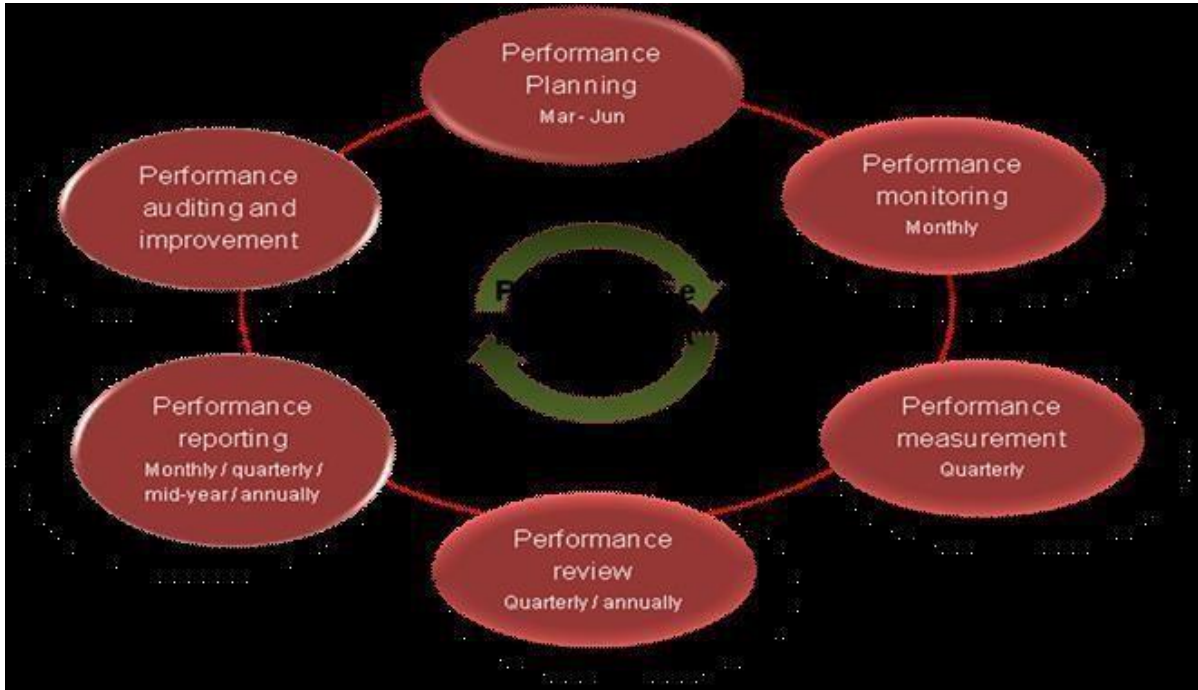 Performance
Planning
Mar- Jun
Performance
monitoring
Monthly
Performance
measurement
Quarterly
Performance
review
Quarterly / annually
Performance
reporting
Monthly / quarterly /
mid-year / annually
Performance
auditing and
improvement